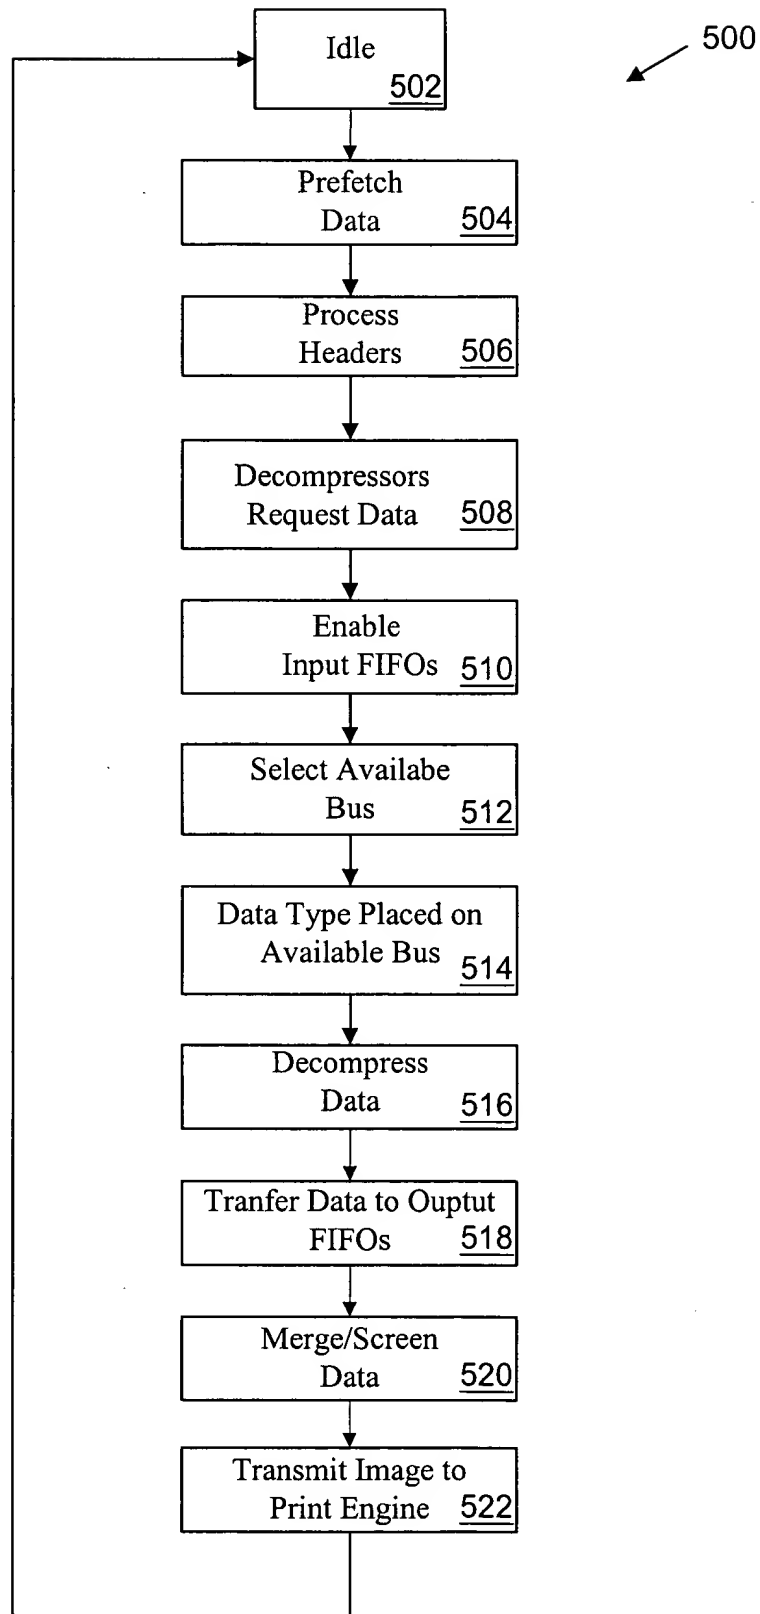 Idle
502
500
Prefetch
Data
504
Process
Headers
506
Decompressors
Request Data
508
Enable
Input FIFOs
510
Select Availabe
Bus
512
Data Type Placed on
Available Bus
514
Decompress
Data
516
Tranfer Data to Ouptut
FIFOs
518
Merge/Screen
Data
520
Transmit Image to
Print Engine
522